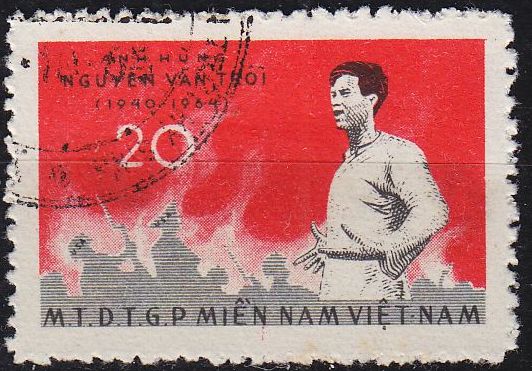 ANH HÙNG
NGUYỄN VĂN TRỖI
(1940-1964)
20
M.T.D.T.G.P MIỀN NAM VIỆT-NAM